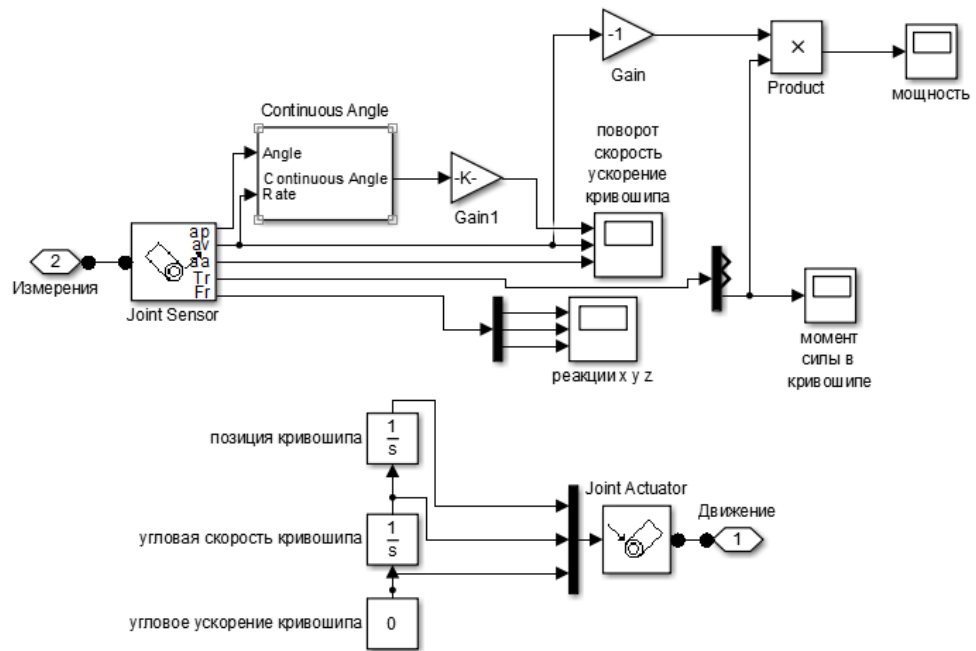 -1
Gain
×
Product
мощность
Continuous Angle
Angle
Continuous Angle
Rate
-K-
Gain1
поворот
скорость
ускорение
кривошипа
ap
av
aa
Tr
Fr
Joint Sensor
2
Измерения
реакции x y z
момент
силы в
кривошипе
позиция кривошипа
1
s
угловая скорость кривошипа
1
s
угловое ускорение кривошипа
0
Joint Actuator
Движение
1